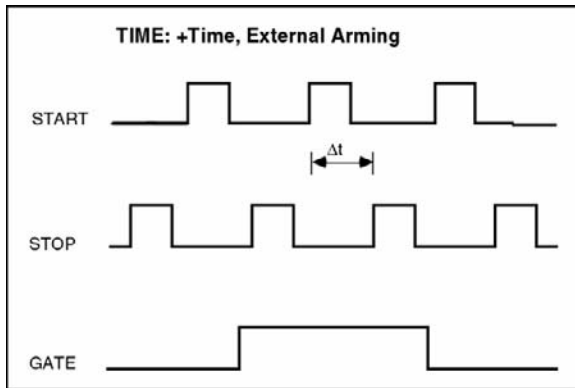 TIME: +Time, External Arming
START
Δt
STOP
GATE